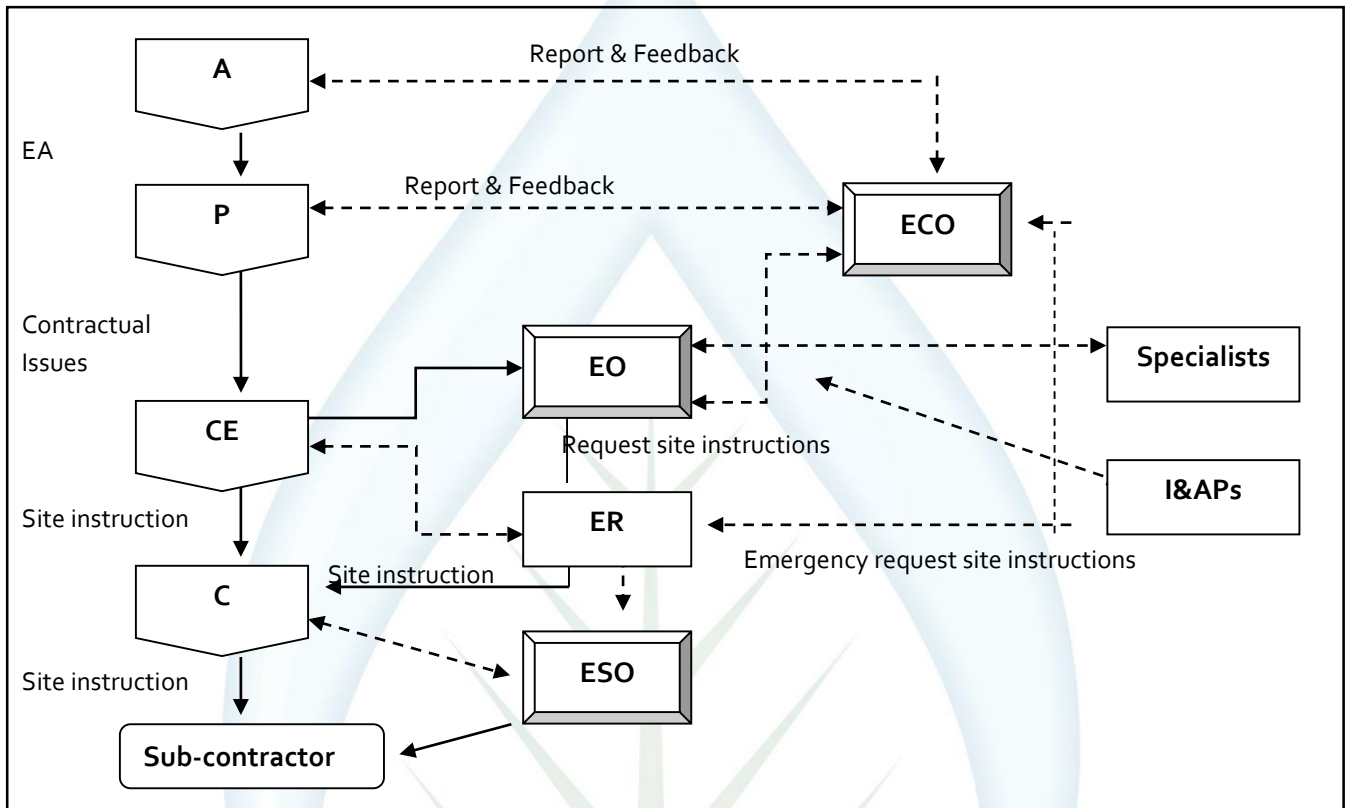 A
Report & Feedback
EA
P
Report & Feedback
ECO
Contractual
Issues
EO
Specialists
CE
Request site instructions
I&APs
Site instruction
ER
Emergency request site instructions
C
Site instruction
ESO
Site instruction
Sub-contractor